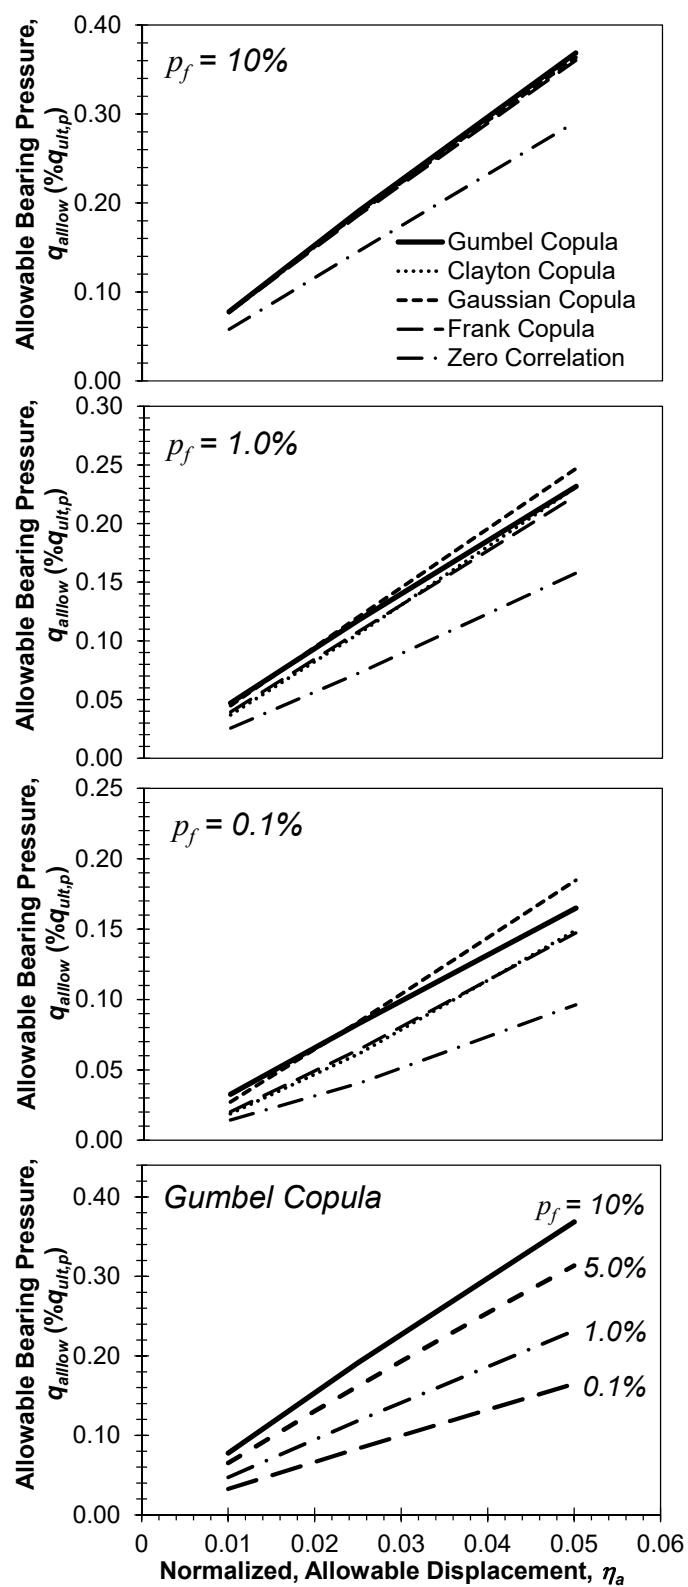 Allowable Bearing Pressure,
q_alllow (%q_ult,p)
0.40
0.30
0.20
0.10
0.00
p_f = 10%
Gumbel Copula
Clayton Copula
Gaussian Copula
Frank Copula
Zero Correlation
Allowable Bearing Pressure,
q_alllow (%q_ult,p)
0.30
0.25
0.20
0.15
0.10
0.05
0.00
p_f = 1.0%
Allowable Bearing Pressure,
q_alllow (%q_ult,p)
0.25
0.20
0.15
0.10
0.05
0.00
p_f = 0.1%
Allowable Bearing Pressure,
q_alllow (%q_ult,p)
0.40
0.30
0.20
0.10
0.00
Gumbel Copula
p_f = 10%
5.0%
1.0%
0.1%
0 0.01 0.02 0.03 0.04 0.05 0.06
Normalized, Allowable Displacement, η_a